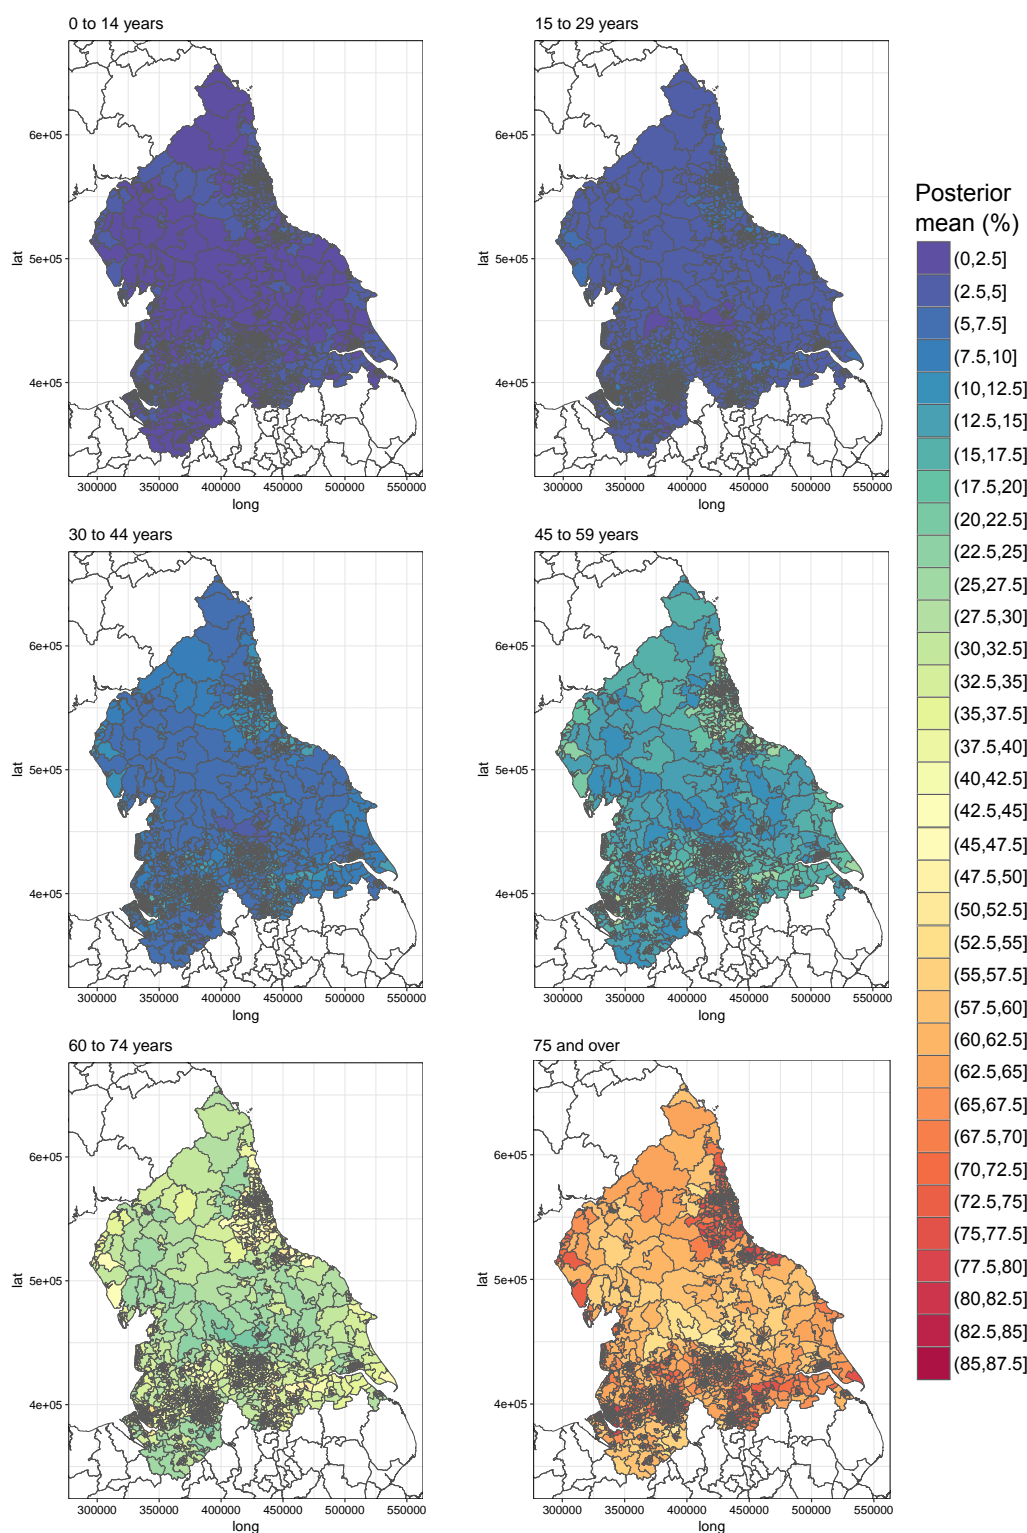 0 to 14 years
15 to 29 years
6e+05
5e+05
4e+05
lat
300000 350000 400000 450000 500000 550000
long
6e+05
5e+05
4e+05
lat
300000 350000 400000 450000 500000 550000
long
30 to 44 years
45 to 59 years
6e+05
5e+05
4e+05
lat
300000 350000 400000 450000 500000 550000
long
6e+05
5e+05
4e+05
lat
300000 350000 400000 450000 500000 550000
long
60 to 74 years
75 and over
6e+05
5e+05
4e+05
lat
300000 350000 400000 450000 500000 550000
long
6e+05
5e+05
4e+05
lat
300000 350000 400000 450000 500000 550000
long
Posterior
mean (%)
(0,2.5]
(2.5,5]
(5,7.5]
(7.5,10]
(10,12.5]
(12.5,15]
(15,17.5]
(17.5,20]
(20,22.5]
(22.5,25]
(25,27.5]
(27.5,30]
(30,32.5]
(32.5,35]
(35,37.5]
(37.5,40]
(40,42.5]
(42.5,45]
(45,47.5]
(47.5,50]
(50,52.5]
(52.5,55]
(55,57.5]
(57.5,60]
(60,62.5]
(62.5,65]
(65,67.5]
(67.5,70]
(70,72.5]
(72.5,75]
(75,77.5]
(77.5,80]
(80,82.5]
(82.5,85]
(85,87.5]